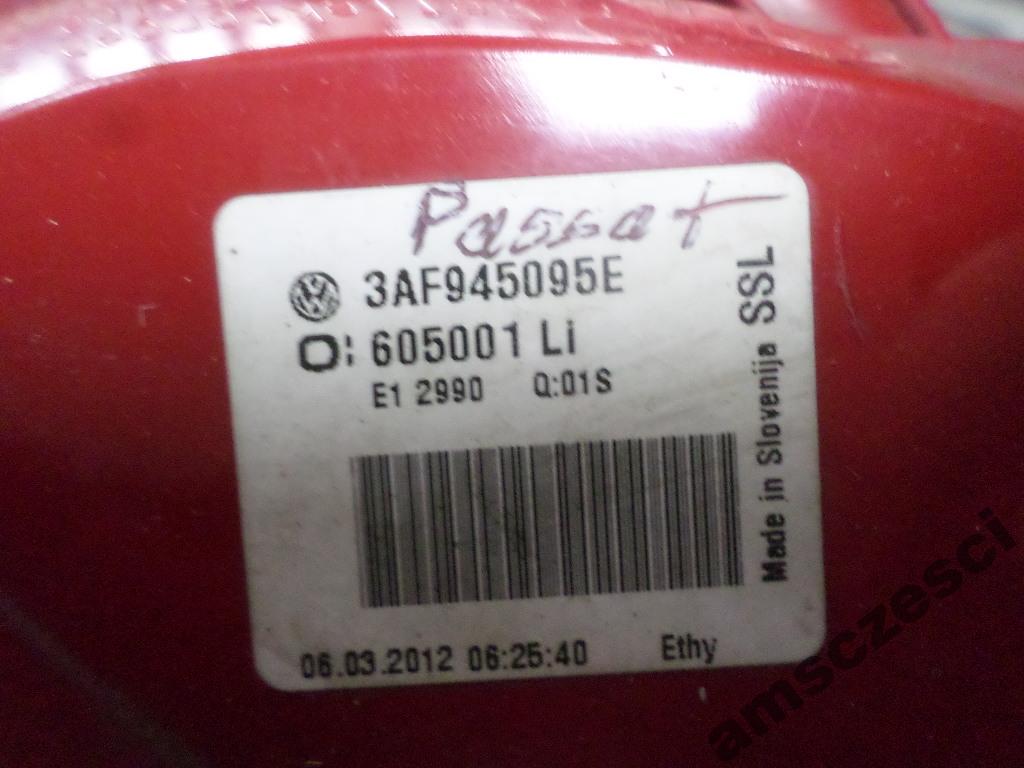 Passat
3AF945095E
605001 Li
E1 2990 Q:01S
Made in Slovenija SSL
06.03.2012 06:25:40 Ethy
amsczesci